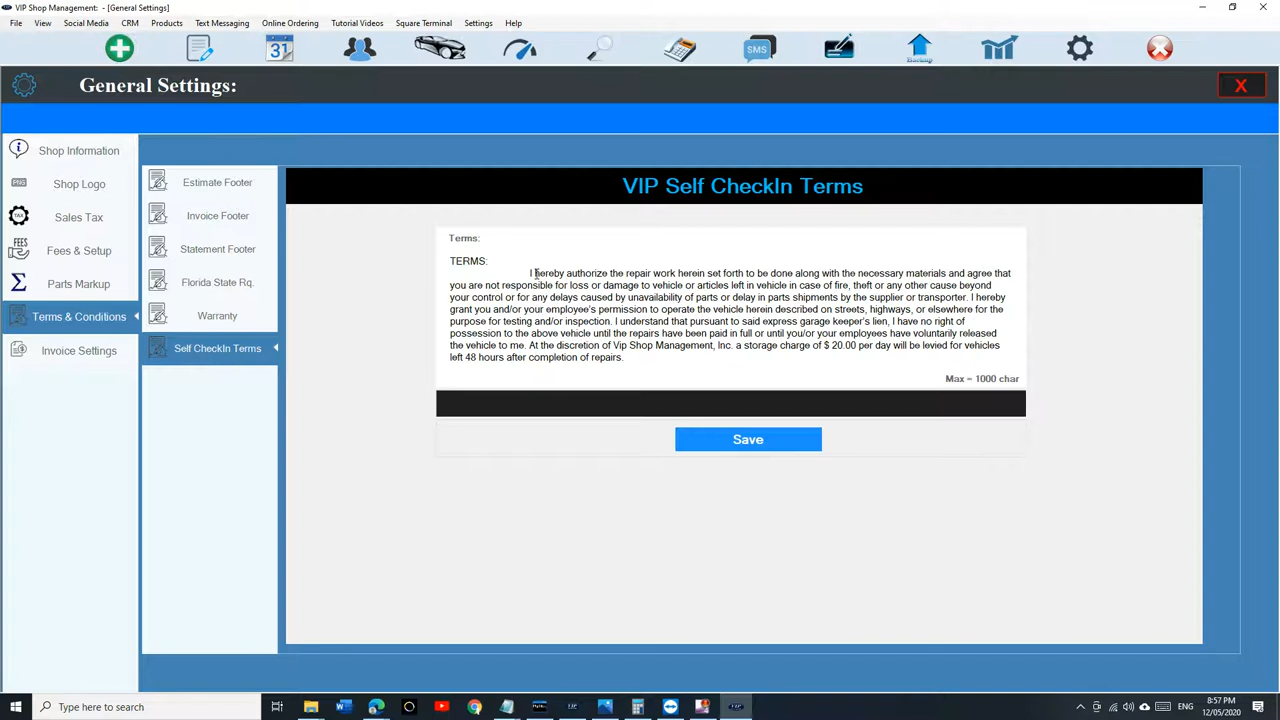 VIP Shop Management:  - [General Settings]
File View Social Media CRM Products Text Messaging Online Ordering Tutorial Videos Square Terminal Settings Help
31 SMS Backup
General Settings: X
Shop Information
PNG Shop Logo
TAX Sales Tax
FEES Fees & Setup
Σ Parts Markup
Terms & Conditions
Invoice Settings
Estimate Footer
Invoice Footer
Statement Footer
Florida State Rq.
Warranty
Self CheckIn Terms
VIP Self CheckIn Terms
Terms:
TERMS:
I hereby authorize the repair work herein set forth to be done along with the necessary materials and agree that
you are not responsible for loss or damage to vehicle or articles left in vehicle in case of fire, theft or any other cause beyond
your control or for any delays caused by unavailability of parts or delay in parts shipments by the supplier or transporter. I hereby
grant you and/or your employee's permission to operate the vehicle herein described on streets, highways, or elsewhere for the
purpose for testing and/or inspection. I understand that pursuant to said express garage keeper's lien, I have no right of
possession to the above vehicle until the repairs have been paid in full or until you/or your employees have voluntarily released
the vehicle to me. At the discretion of Vip Shop Management, Inc. a storage charge of $ 20.00 per day will be levied for vehicles
left 48 hours after completion of repairs.
Max = 1000 char
Save
Type here to search
ENG
8:57 PM
12/05/2020